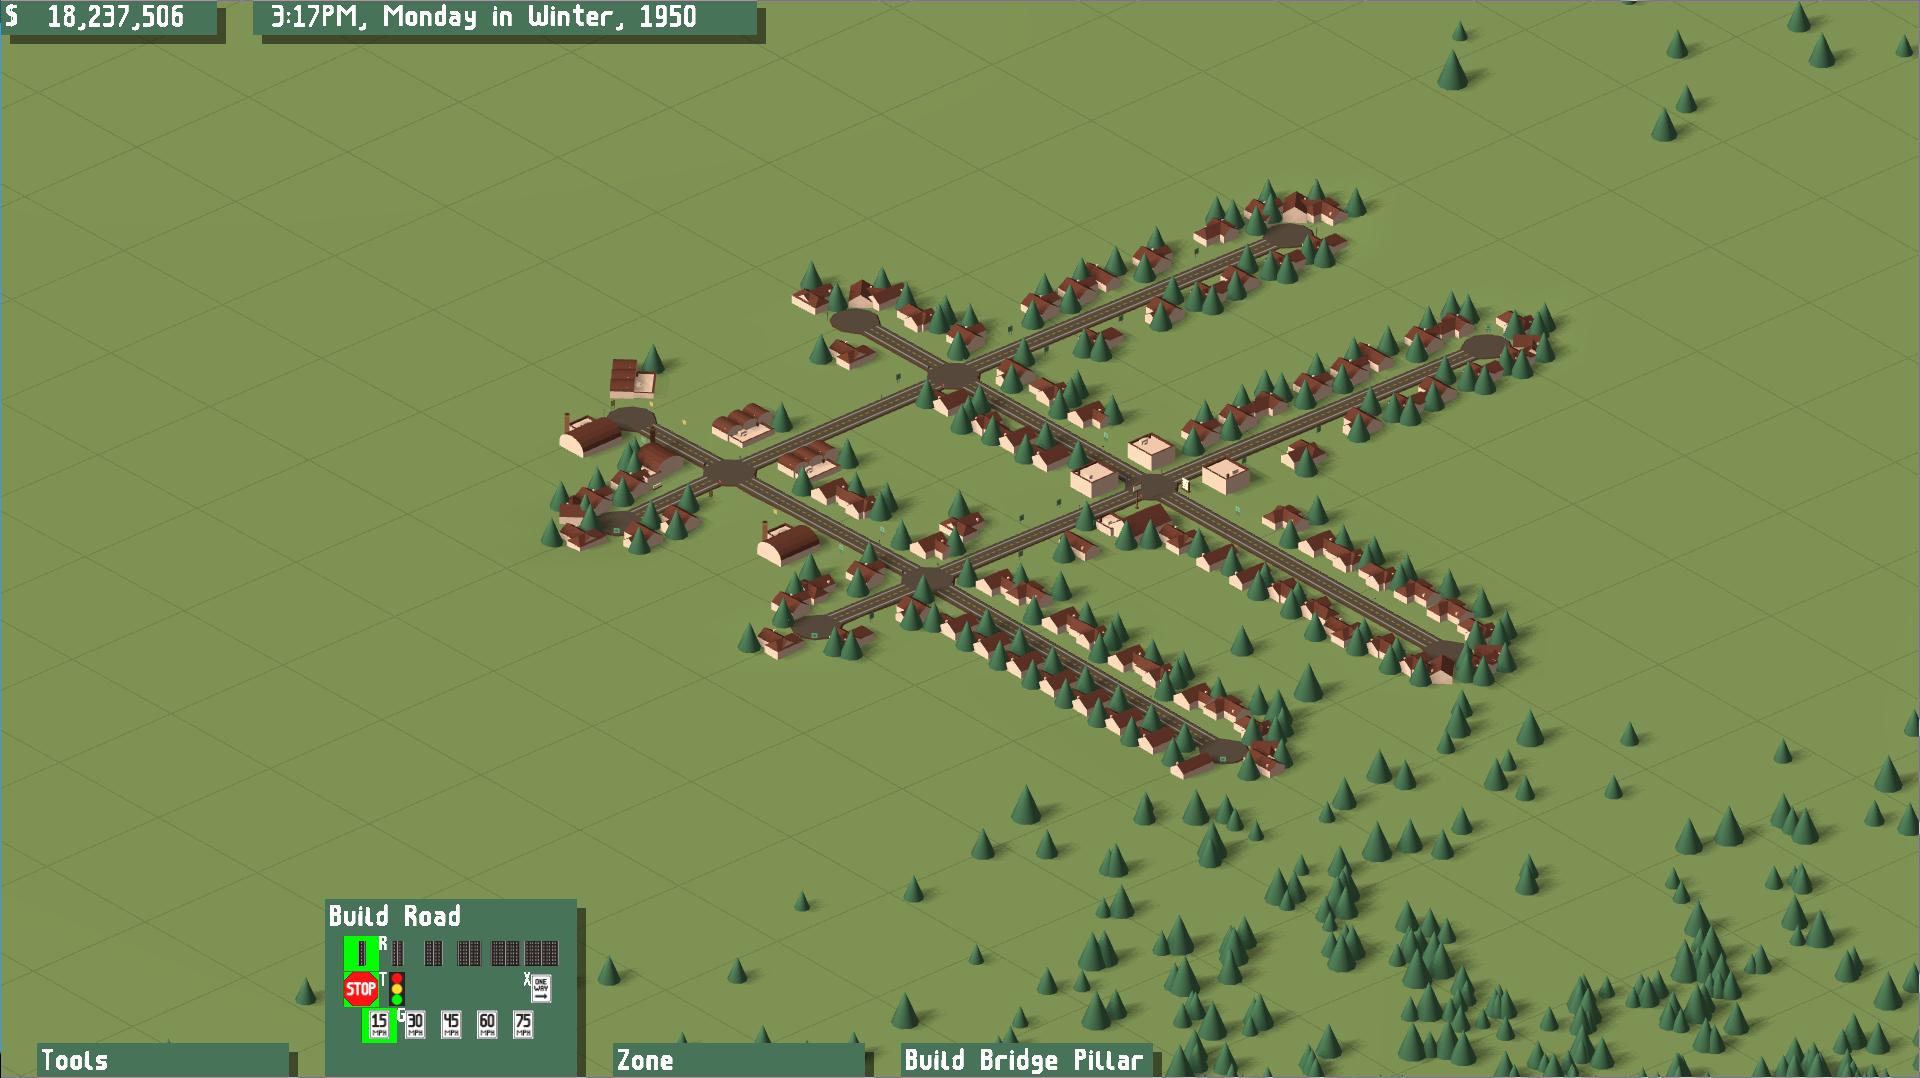 $ 18,237,506
3:17PM, Monday in Winter, 1950
Build Road
R
STOP T X ONE WAY
15 MPH G 30 MPH 45 MPH 60 MPH 75 MPH
Tools
Zone
Build Bridge Pillar